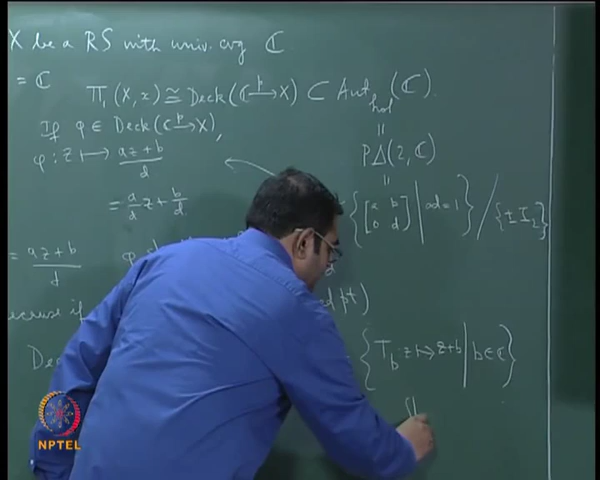 X be a RS with univ. cvg ℂ
= ℂ
Π₁(X, x) ≅ Deck(ℂ →ᵖ X) ⊂ Aut_hol(ℂ).
If φ ∈ Deck(ℂ →ᵖ X),
=
φ : z ↦ (az + b)/d
PΔ(2, ℂ)
=
= (a/d) z + b/d
{ [a b; 0 d] | ad = 1 } / {± I₂}
= (az + b)/d
pt)
{ T_b : z ↦ z + b | b ∈ ℂ }
NPTEL